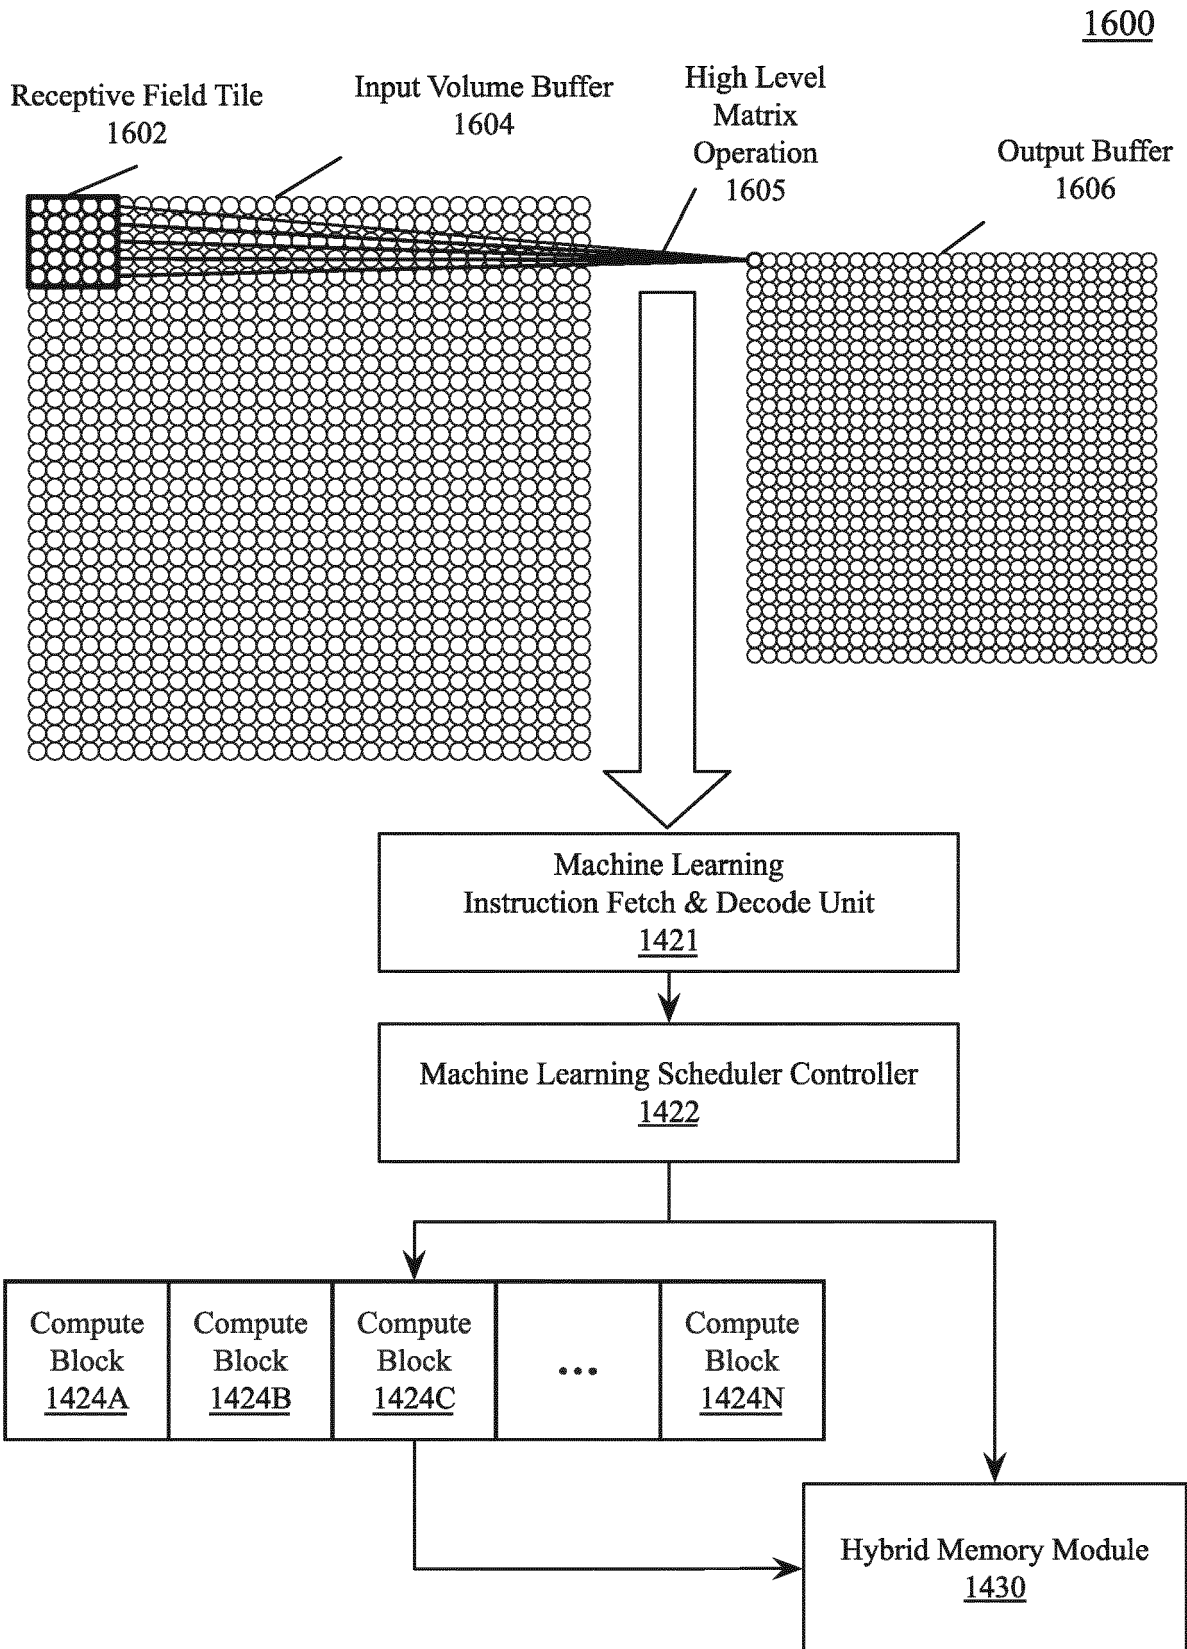 1600
Receptive Field Tile
1602
Input Volume Buffer
1604
High Level
Matrix
Operation
1605
Output Buffer
1606
Machine Learning
Instruction Fetch & Decode Unit
1421
Machine Learning Scheduler Controller
1422
Compute
Block
1424A
Compute
Block
1424B
Compute
Block
1424C
...
Compute
Block
1424N
Hybrid Memory Module
1430